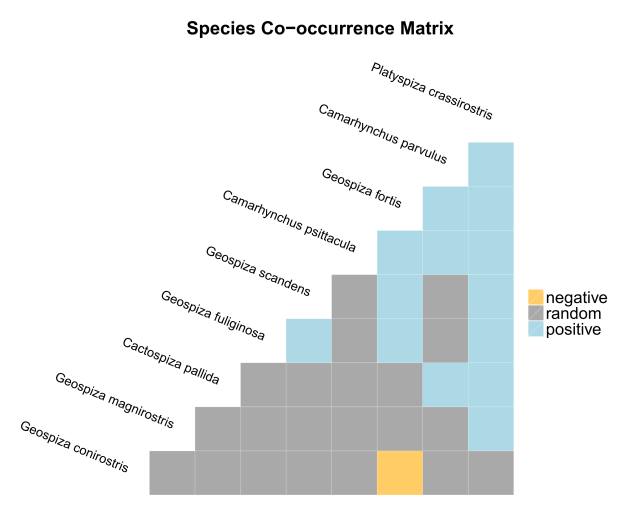 Species Co−occurrence Matrix
Platyspiza crassirostris
Camarhynchus parvulus
Geospiza fortis
Camarhynchus psittacula
Geospiza scandens
Geospiza fuliginosa
Cactospiza pallida
Geospiza magnirostris
Geospiza conirostris
negative
random
positive